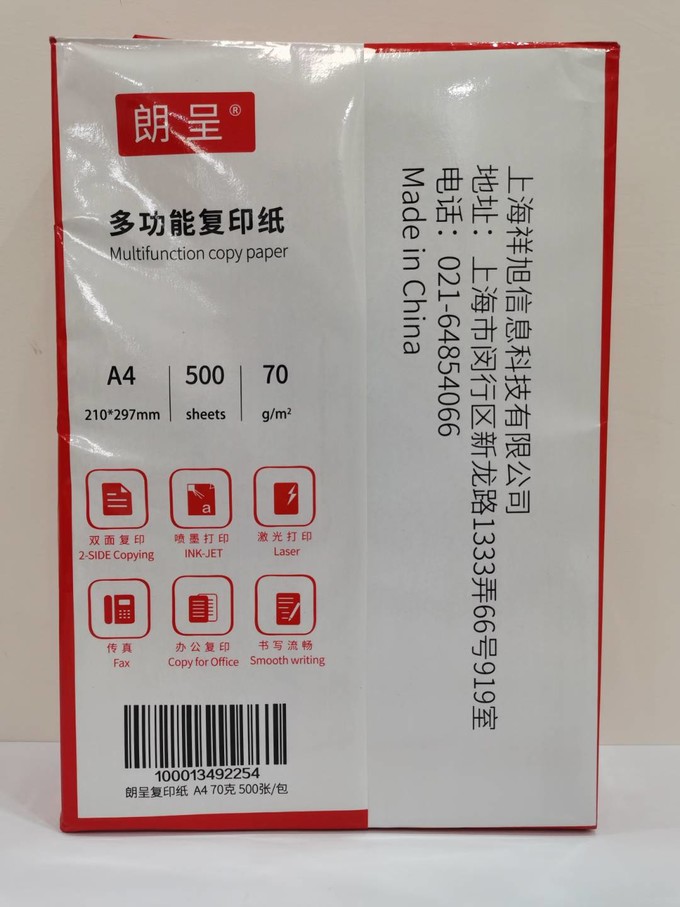 朗呈®
多功能复印纸
Multifunction copy paper
A4
210*297mm
500
sheets
70
g/m²
双面复印
2-SIDE Copying
a
喷墨打印
INK-JET
激光打印
Laser
传真
Fax
办公复印
Copy for Office
书写流畅
Smooth writing
100013492254
朗呈复印纸 A4 70克 500张/包
上海祥旭信息科技有限公司
地址：上海市闵行区新龙路1333弄66号919室
电话：021-64854066
Made in China